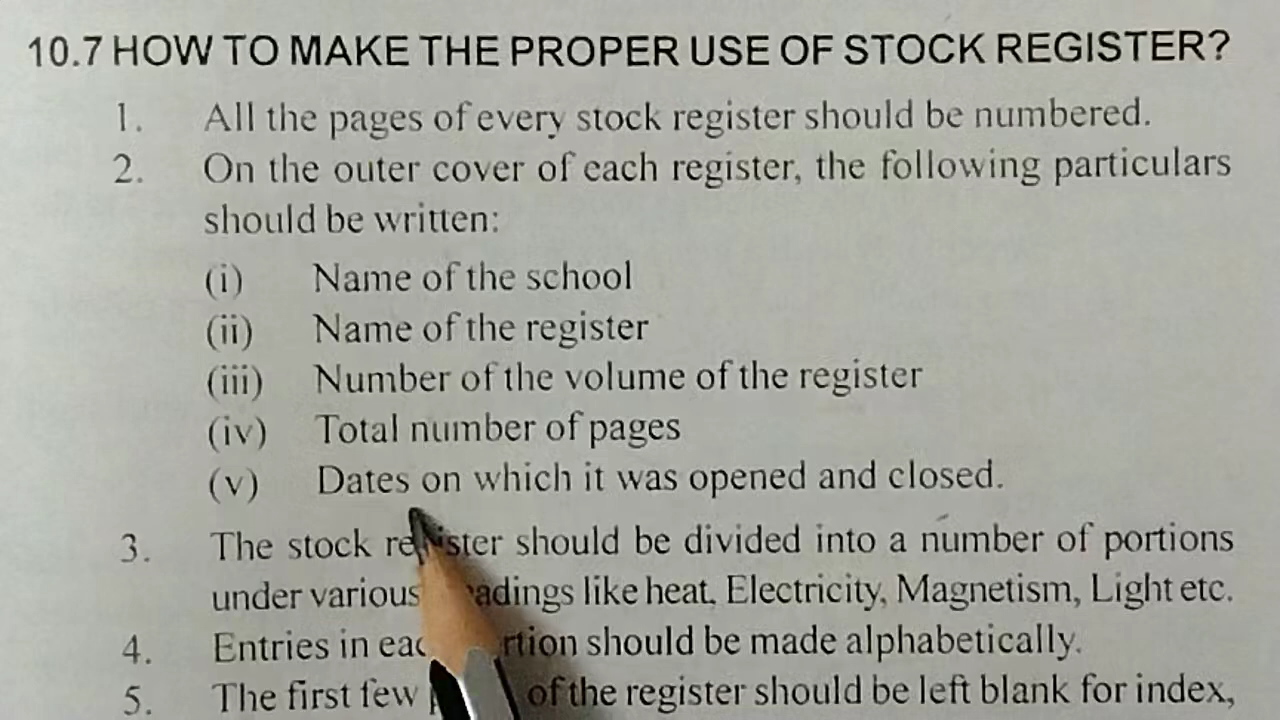 10.7 HOW TO MAKE THE PROPER USE OF STOCK REGISTER?
1. All the pages of every stock register should be numbered.
2. On the outer cover of each register, the following particulars
should be written:
(i) Name of the school
(ii) Name of the register
(iii) Number of the volume of the register
(iv) Total number of pages
(v) Dates on which it was opened and closed.
3. The stock register should be divided into a number of portions
under various headings like heat, Electricity, Magnetism, Light etc.
4. Entries in each portion should be made alphabetically.
5. The first few of the register should be left blank for index,